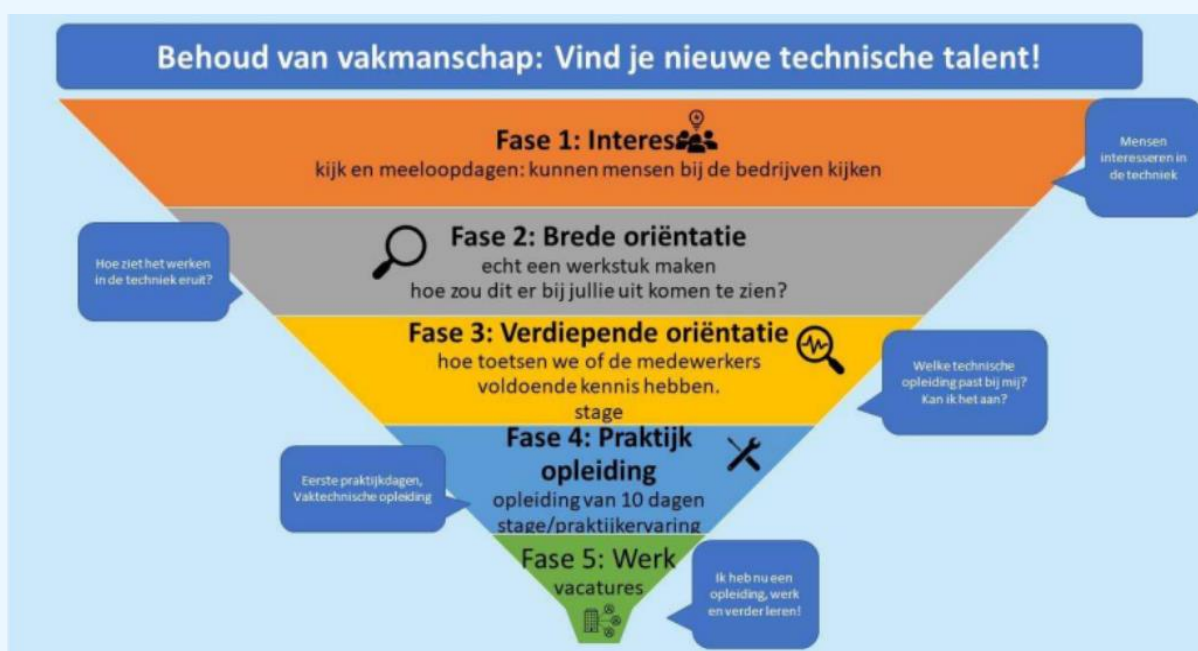 Behoud van vakmanschap: Vind je nieuwe technische talent!
Fase 1: Interes
kijk en meeloopdagen: kunnen mensen bij de bedrijven kijken
Mensen
interesseren in
de techniek
Fase 2: Brede oriëntatie
echt een werkstuk maken
hoe zou dit er bij jullie uit komen te zien?
Hoe ziet het werken
in de techniek eruit?
Fase 3: Verdiepende oriëntatie
hoe toetsen we of de medewerkers
voldoende kennis hebben.
stage
Welke technische
opleiding past bij mij?
Kan ik het aan?
Fase 4: Praktijk
opleiding
opleiding van 10 dagen
stage/praktijkervaring
Eerste praktijkdagen,
Vaktechnische opleiding
Fase 5: Werk
vacatures
Ik heb nu een
opleiding, werk
en verder leren!